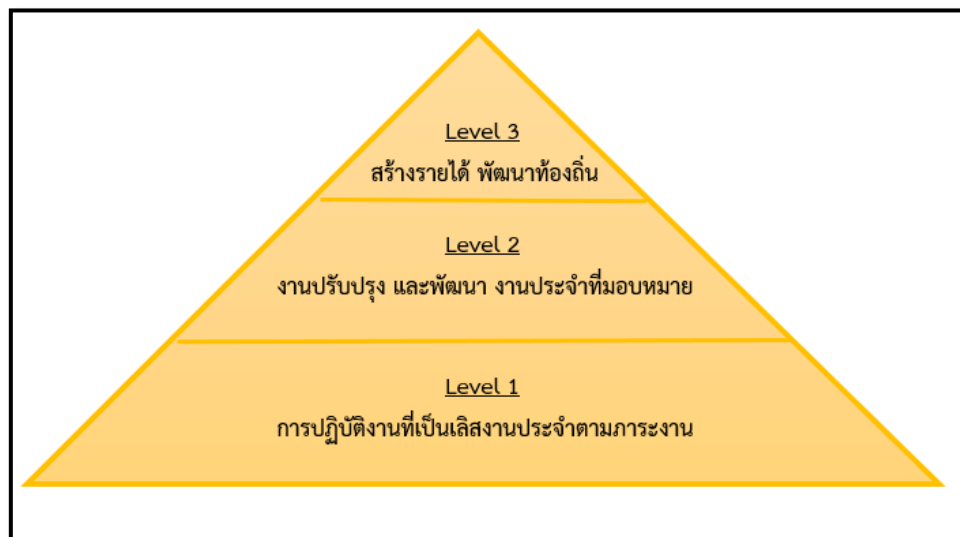 Level 3
สร้างรายได้ พัฒนาท้องถิ่น
Level 2
งานปรับปรุง และพัฒนา งานประจำที่มอบหมาย
Level 1
การปฏิบัติงานที่เป็นเลิสงานประจำตามภาระงาน